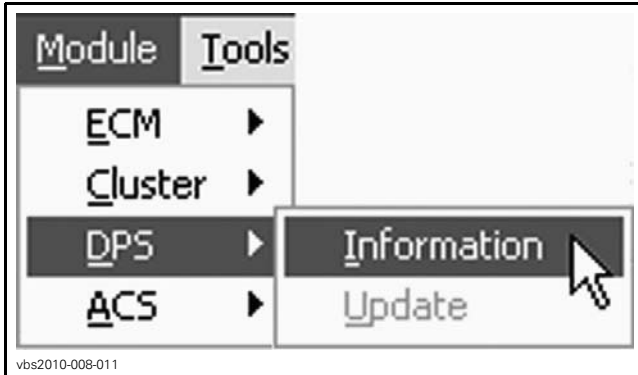 Module Tools
ECM
Cluster
DPS Information
ACS Update
vbs2010-008-011